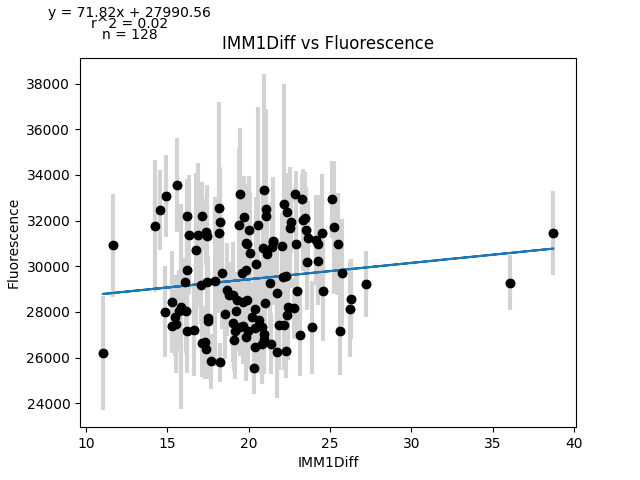 y = 71.82x + 27990.56
r^2 = 0.02
n = 128
IMM1Diff vs Fluorescence
38000
36000
34000
32000
30000
28000
26000
24000
Fluorescence
10 15 20 25 30 35 40
IMM1Diff